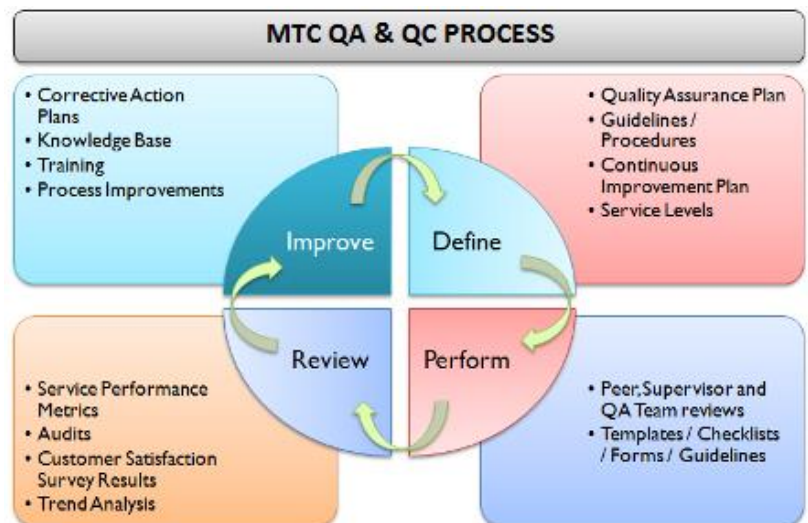 MTC QA & QC PROCESS
• Corrective Action
Plans
• Knowledge Base
• Training
• Process Improvements
• Quality Assurance Plan
• Guidelines /
Procedures
• Continuous
Improvement Plan
• Service Levels
Improve
Define
Review
Perform
• Service Performance
Metrics
• Audits
• Customer Satisfaction
Survey Results
• Trend Analysis
• Peer, Supervisor and
QA Team reviews
• Templates / Checklists
/ Forms / Guidelines